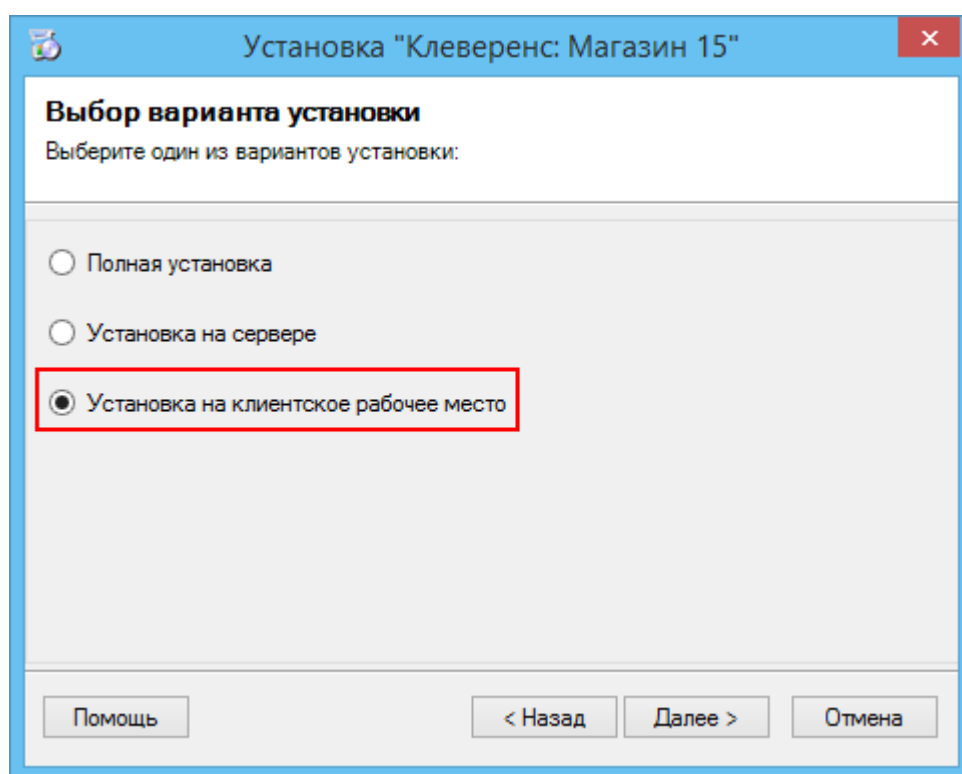 Установка "Клеверенс: Магазин 15"
Выбор варианта установки
Выберите один из вариантов установки:
Полная установка
Установка на сервере
Установка на клиентское рабочее место
Помощь
< Назад
Далее >
Отмена